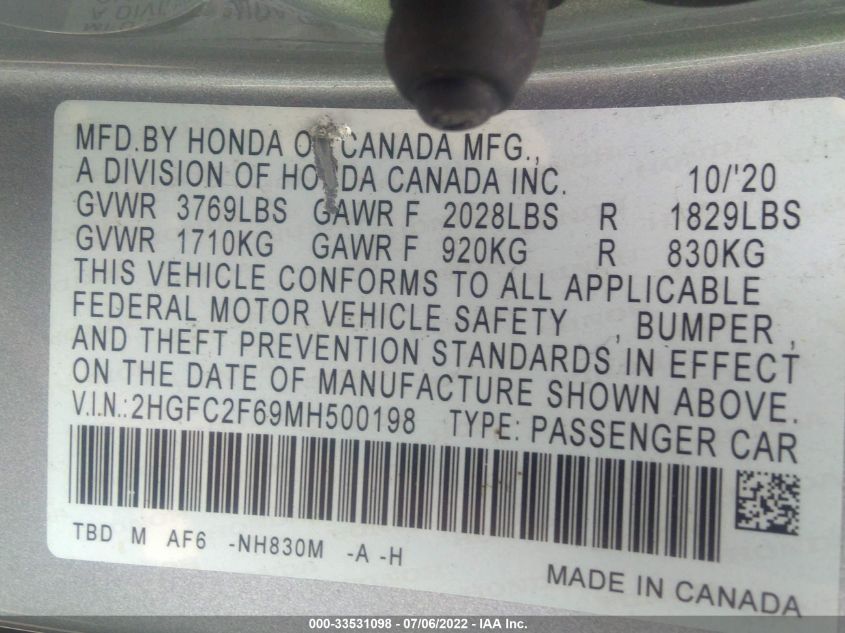 MFD.BY HONDA OF CANADA MFG.,
A DIVISION OF HONDA CANADA INC. 10/'20
GVWR 3769LBS GAWR F 2028LBS R 1829LBS
GVWR 1710KG GAWR F 920KG R 830KG
THIS VEHICLE CONFORMS TO ALL APPLICABLE
FEDERAL MOTOR VEHICLE SAFETY , BUMPER ,
AND THEFT PREVENTION STANDARDS IN EFFECT
ON THE DATE OF MANUFACTURE SHOWN ABOVE.
V.I.N.:2HGFC2F69MH500198 TYPE: PASSENGER CAR
TBD M AF6 -NH830M -A -H
MADE IN CANADA
000-33531098 - 07/06/2022 - IAA Inc.